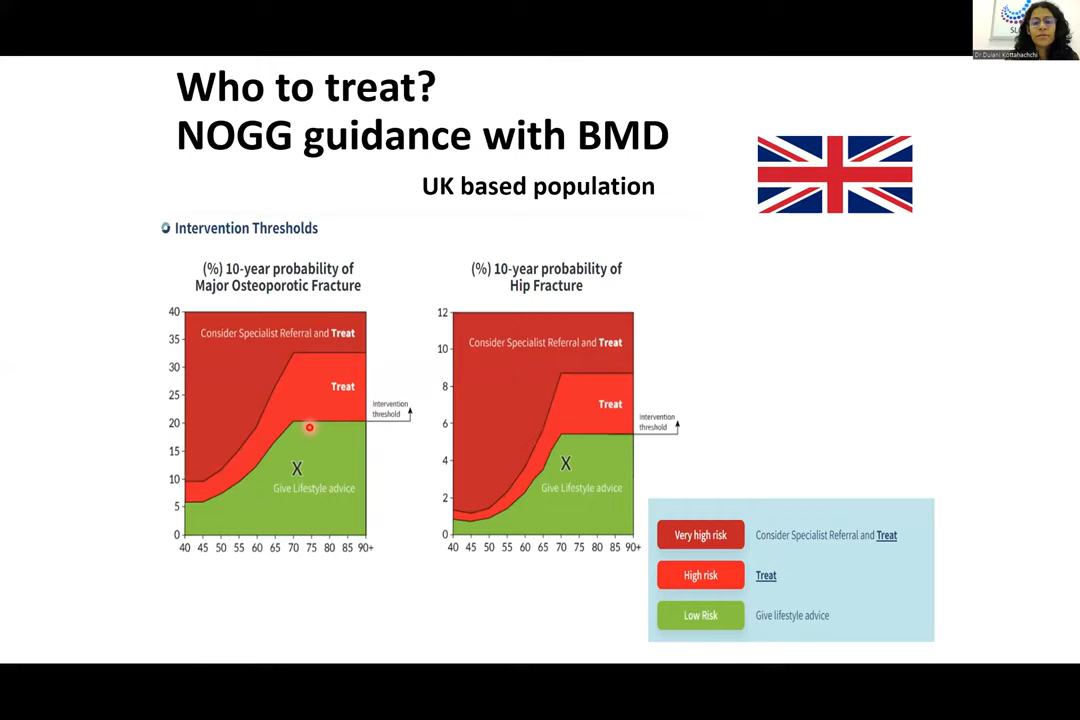 SL
Dr Dulani Kottahachchi
Who to treat?
NOGG guidance with BMD
UK based population
Intervention Thresholds
(%) 10-year probability of
Major Osteoporotic Fracture
40
35
30
25
20
15
10
5
0
Consider Specialist Referral and Treat
Treat
Intervention
threshold
X
Give Lifestyle advice
40 45 50 55 60 65 70 75 80 85 90+
(%) 10-year probability of
Hip Fracture
12
10
8
6
4
2
0
Consider Specialist Referral and Treat
Treat
Intervention
threshold
X
Give Lifestyle advice
40 45 50 55 60 65 70 75 80 85 90+
Very high risk Consider Specialist Referral and Treat
High risk Treat
Low Risk Give lifestyle advice